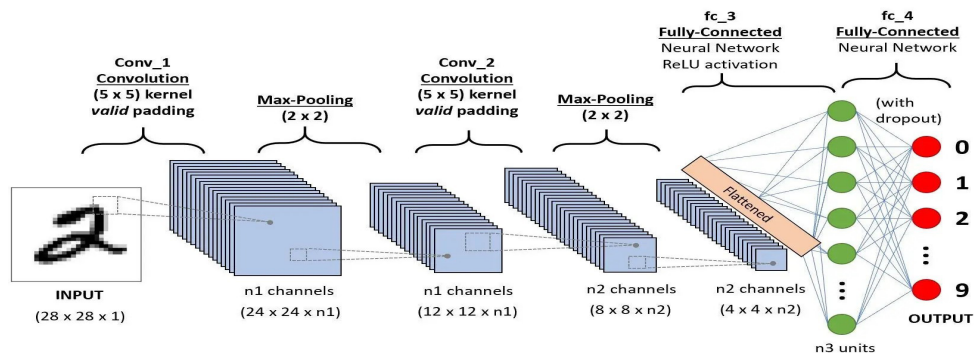 Conv_1
Convolution
(5 x 5) kernel
valid padding
Max-Pooling
(2 x 2)
Conv_2
Convolution
(5 x 5) kernel
valid padding
Max-Pooling
(2 x 2)
fc_3
Fully-Connected
Neural Network
ReLU activation
fc_4
Fully-Connected
Neural Network
(with
dropout)
Flattened
0
1
2
9
OUTPUT
INPUT
(28 x 28 x 1)
n1 channels
(24 x 24 x n1)
n1 channels
(12 x 12 x n1)
n2 channels
(8 x 8 x n2)
n2 channels
(4 x 4 x n2)
n3 units
2